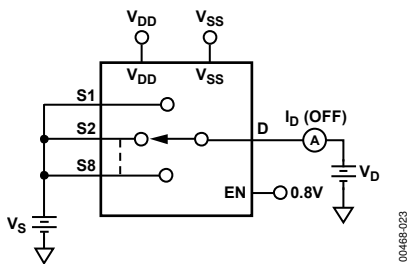 VDD VSS
VDD VSS
S1
S2
S8
D
ID (OFF)
A
VD
EN 0.8V
VS
00468-023